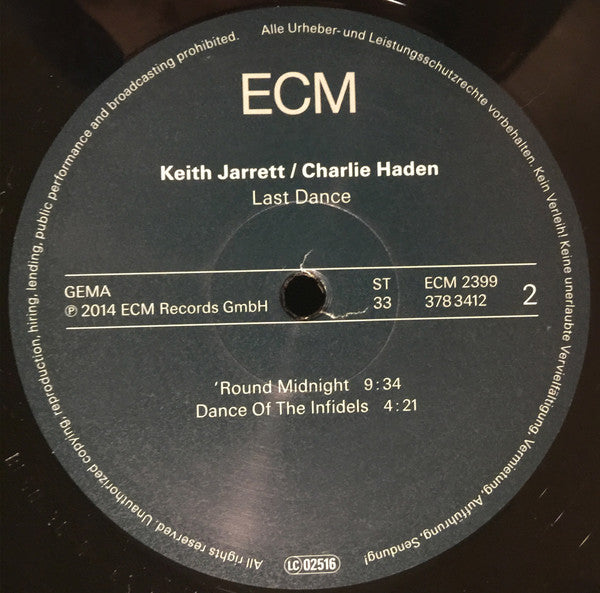 ECM
Keith Jarrett / Charlie Haden
Last Dance
GEMA
℗ 2014 ECM Records GmbH
ST
33
ECM 2399
378 3412
2
'Round Midnight 9:34
Dance Of The Infidels 4:21
LC 02516
Alle Urheber- und Leistungsschutzrechte vorbehalten. Kein Verleih! Keine unerlaubte Vervielfältigung, Vermietung, Aufführung, Sendung!
All rights reserved. Unauthorized copying, reproduction, hiring, lending, public performance and broadcasting prohibited.